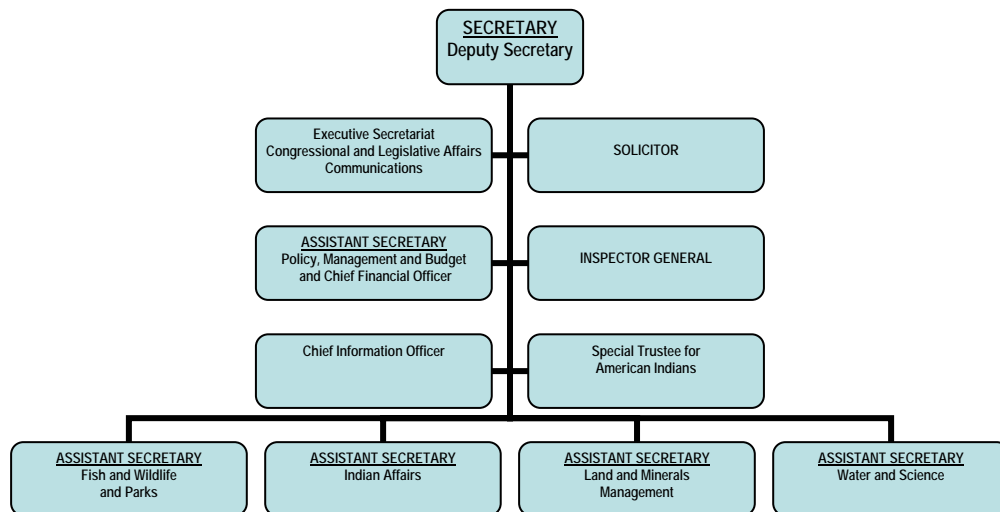 SECRETARY
Deputy Secretary
Executive Secretariat
Congressional and Legislative Affairs
Communications
SOLICITOR
ASSISTANT SECRETARY
Policy, Management and Budget
and Chief Financial Officer
INSPECTOR GENERAL
Chief Information Officer
Special Trustee for
American Indians
ASSISTANT SECRETARY
Fish and Wildlife
and Parks
ASSISTANT SECRETARY
Indian Affairs
ASSISTANT SECRETARY
Land and Minerals
Management
ASSISTANT SECRETARY
Water and Science